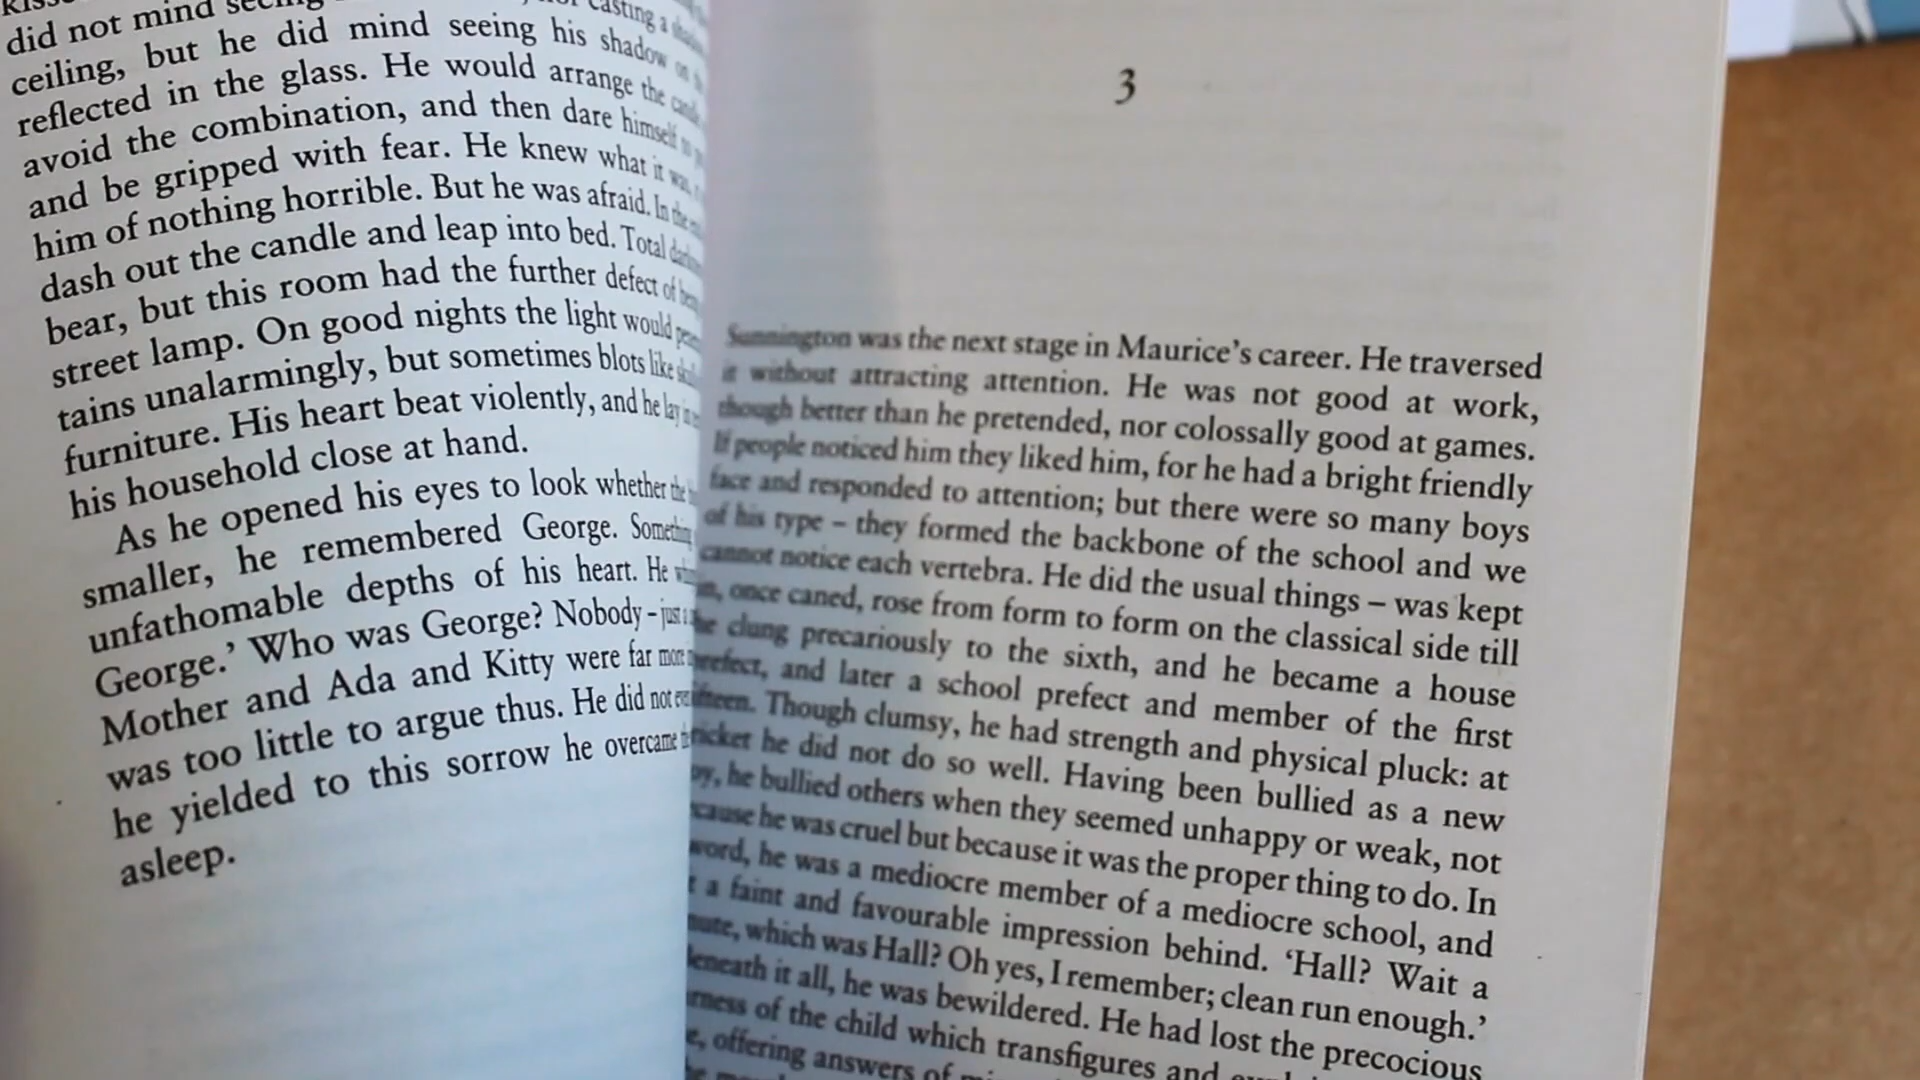 did not mind seeing
casting a
ceiling, but he did mind seeing his shadow on
reflected in the glass. He would arrange the
avoid the combination, and then dare himself to
and be gripped with fear. He knew what it was,
him of nothing horrible. But he was afraid. In the
dash out the candle and leap into bed. Total
bear, but this room had the further defect of
street lamp. On good nights the light would
tains unalarmingly, but sometimes blots like
furniture. His heart beat violently, and he lay
his household close at hand.
As he opened his eyes to look whether the
smaller, he remembered George. Something
unfathomable depths of his heart. He
George.’ Who was George? Nobody – just a
Mother and Ada and Kitty were far more
was too little to argue thus. He did not
he yielded to this sorrow he overcame
asleep.
3
Sunnington was the next stage in Maurice’s career. He traversed
it without attracting attention. He was not good at work,
though better than he pretended, nor colossally good at games.
If people noticed him they liked him, for he had a bright friendly
face and responded to attention; but there were so many boys
of his type – they formed the backbone of the school and we
cannot notice each vertebra. He did the usual things – was kept
in, once caned, rose from form to form on the classical side till
he clung precariously to the sixth, and he became a house
prefect, and later a school prefect and member of the first
fifteen. Though clumsy, he had strength and physical pluck: at
cricket he did not do so well. Having been bullied as a new
boy, he bullied others when they seemed unhappy or weak, not
because he was cruel but because it was the proper thing to do. In
word, he was a mediocre member of a mediocre school, and
a faint and favourable impression behind. ‘Hall? Wait a
minute, which was Hall? Oh yes, I remember; clean run enough.’
Beneath it all, he was bewildered. He had lost the precocious
of the child which transfigures and
offering answers of